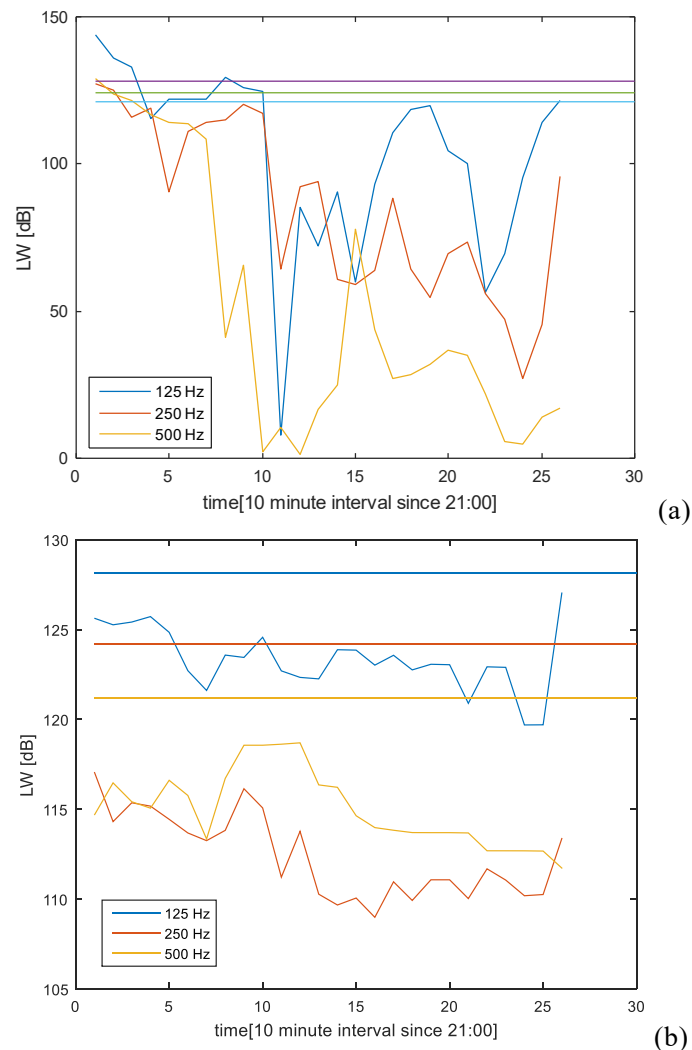 150
100
50
0
LW [dB]
125 Hz
250 Hz
500 Hz
0 5 10 15 20 25 30
time[10 minute interval since 21:00]
(a)
130
125
120
115
110
105
LW [dB]
125 Hz
250 Hz
500 Hz
0 5 10 15 20 25 30
time[10 minute interval since 21:00]
(b)